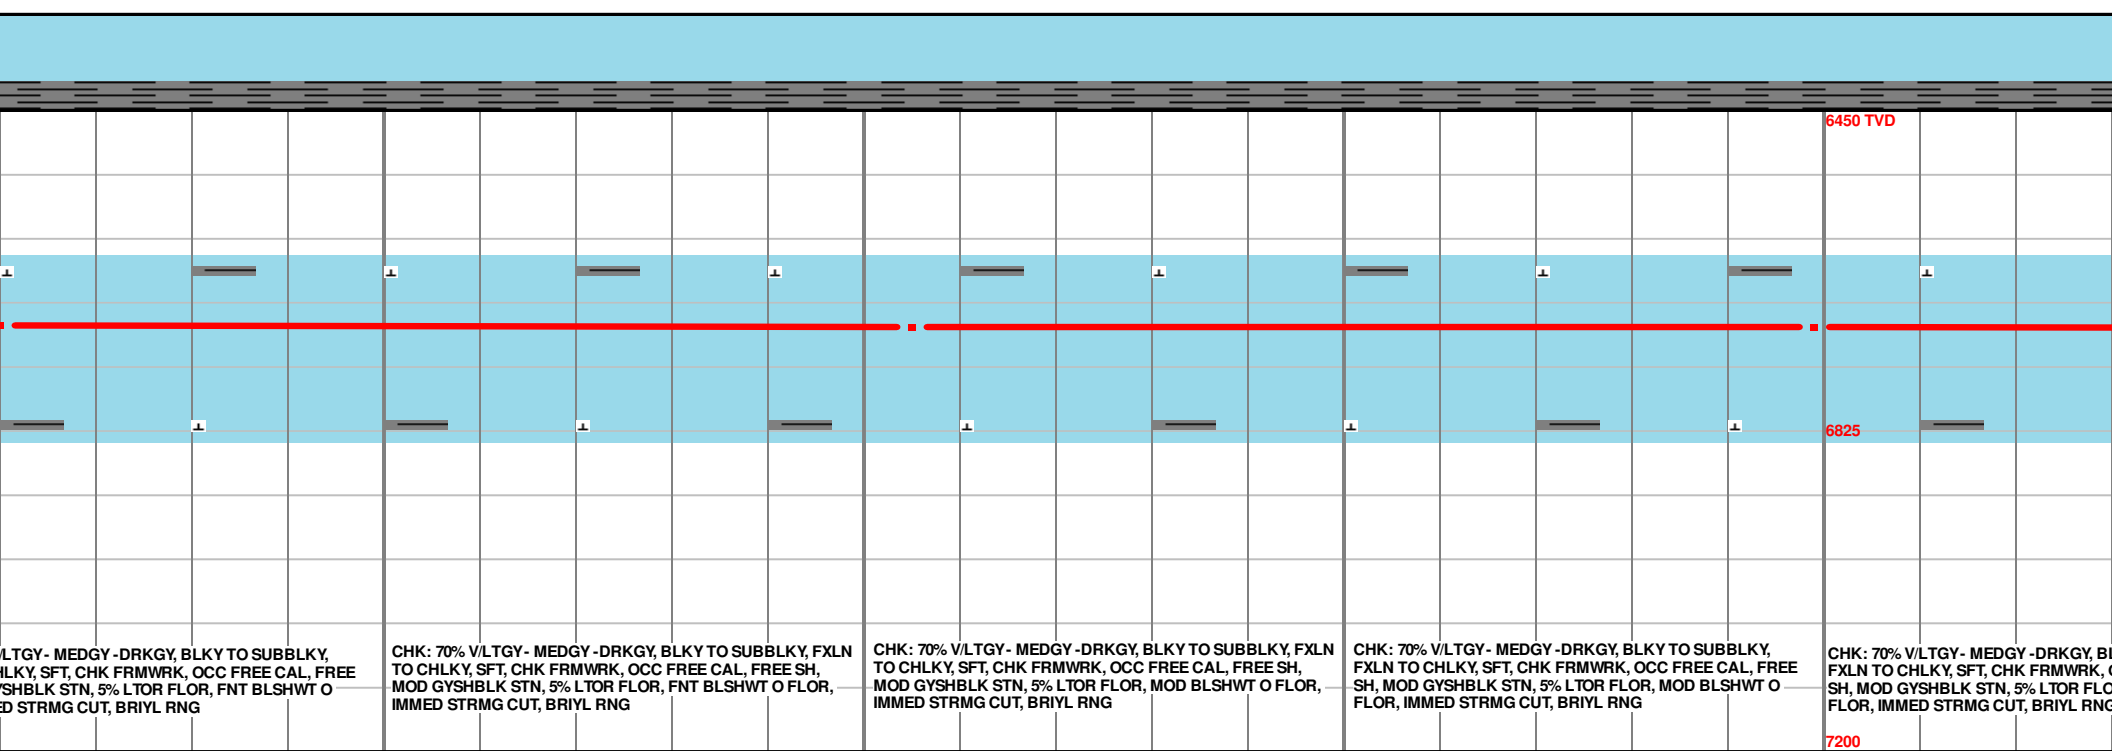 6450 TVD
6825
/LTGY- MEDGY -DRKGY, BLKY TO SUBBLKY,
HLKY, SFT, CHK FRMWRK, OCC FREE CAL, FREE
YSHBLK STN, 5% LTOR FLOR, FNT BLSHWT O
ED STRMG CUT, BRIYL RNG
CHK: 70% V/LTGY- MEDGY -DRKGY, BLKY TO SUBBLKY, FXLN
TO CHLKY, SFT, CHK FRMWRK, OCC FREE CAL, FREE SH,
MOD GYSHBLK STN, 5% LTOR FLOR, FNT BLSHWT O FLOR,
IMMED STRMG CUT, BRIYL RNG
CHK: 70% V/LTGY- MEDGY -DRKGY, BLKY TO SUBBLKY, FXLN
TO CHLKY, SFT, CHK FRMWRK, OCC FREE CAL, FREE SH,
MOD GYSHBLK STN, 5% LTOR FLOR, MOD BLSHWT O FLOR,
IMMED STRMG CUT, BRIYL RNG
CHK: 70% V/LTGY- MEDGY -DRKGY, BLKY TO SUBBLKY,
FXLN TO CHLKY, SFT, CHK FRMWRK, OCC FREE CAL, FREE
SH, MOD GYSHBLK STN, 5% LTOR FLOR, MOD BLSHWT O
FLOR, IMMED STRMG CUT, BRIYL RNG
CHK: 70% V/LTGY- MEDGY -DRKGY, BL
FXLN TO CHLKY, SFT, CHK FRMWRK,
SH, MOD GYSHBLK STN, 5% LTOR FLO
FLOR, IMMED STRMG CUT, BRIYL RNG
7200